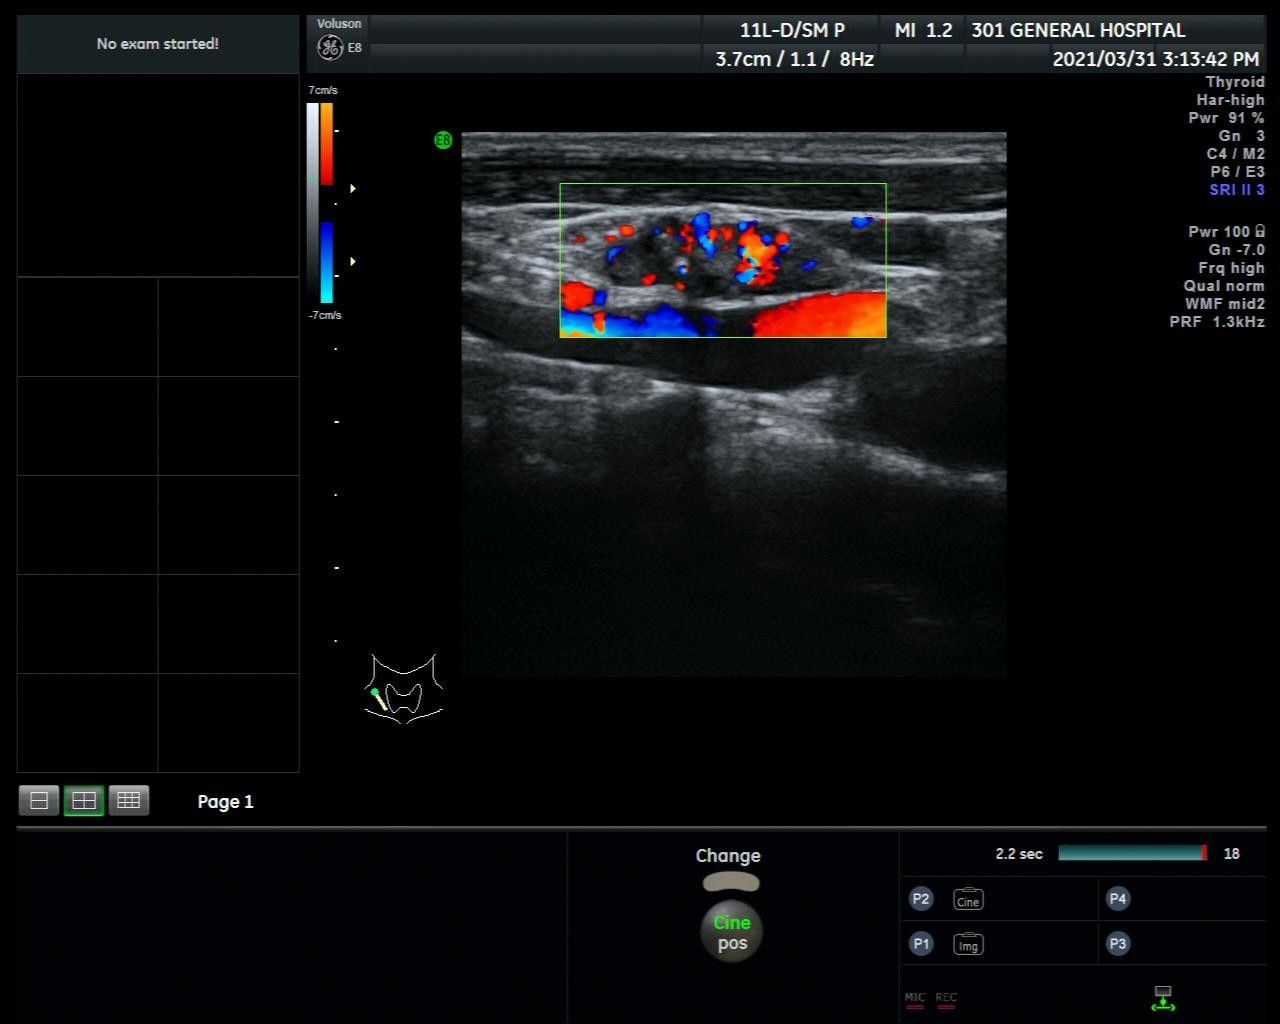 No exam started!
Voluson
E8
11L-D/SM P
MI 1.2
301 GENERAL H0SPITAL
3.7cm / 1.1 / 8Hz
2021/03/31 3:13:42 PM
7cm/s
-7cm/s
E8
Thyroid
Har-high
Pwr 91 %
Gn 3
C4 / M2
P6 / E3
SRI II 3
Pwr 100
Gn -7.0
Frq high
Qual norm
WMF mid2
PRF 1.3kHz
Page 1
Change
Cine
pos
2.2 sec
18
P2
Cine
P4
P1
Img
P3
MIC REC